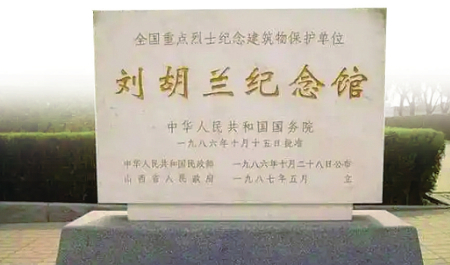 全国重点烈士纪念建筑物保护单位
刘胡兰纪念馆
中华人民共和国国务院
一九八六年十月十五日批准
中华人民共和国民政部 一九八六年十月二十八日公布
山西省人民政府 一九八七年五月 立